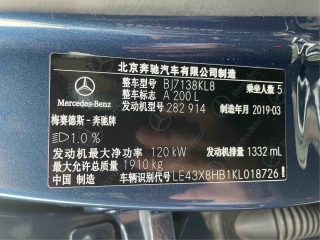 北京奔驰汽车有限公司制造
整车型号 BJ7138KL8 乘坐人数 5
整车型号 A 200 L
发动机型号 282 914 制造年月 2019-03
Mercedes-Benz
梅赛德斯-奔驰牌
1.0 %
发动机最大净功率 120 kW 发动机排量 1332 mL
最大允许总质量 1910 kg
中国 制造 车辆识别代号 LE43X8HB1KL018726